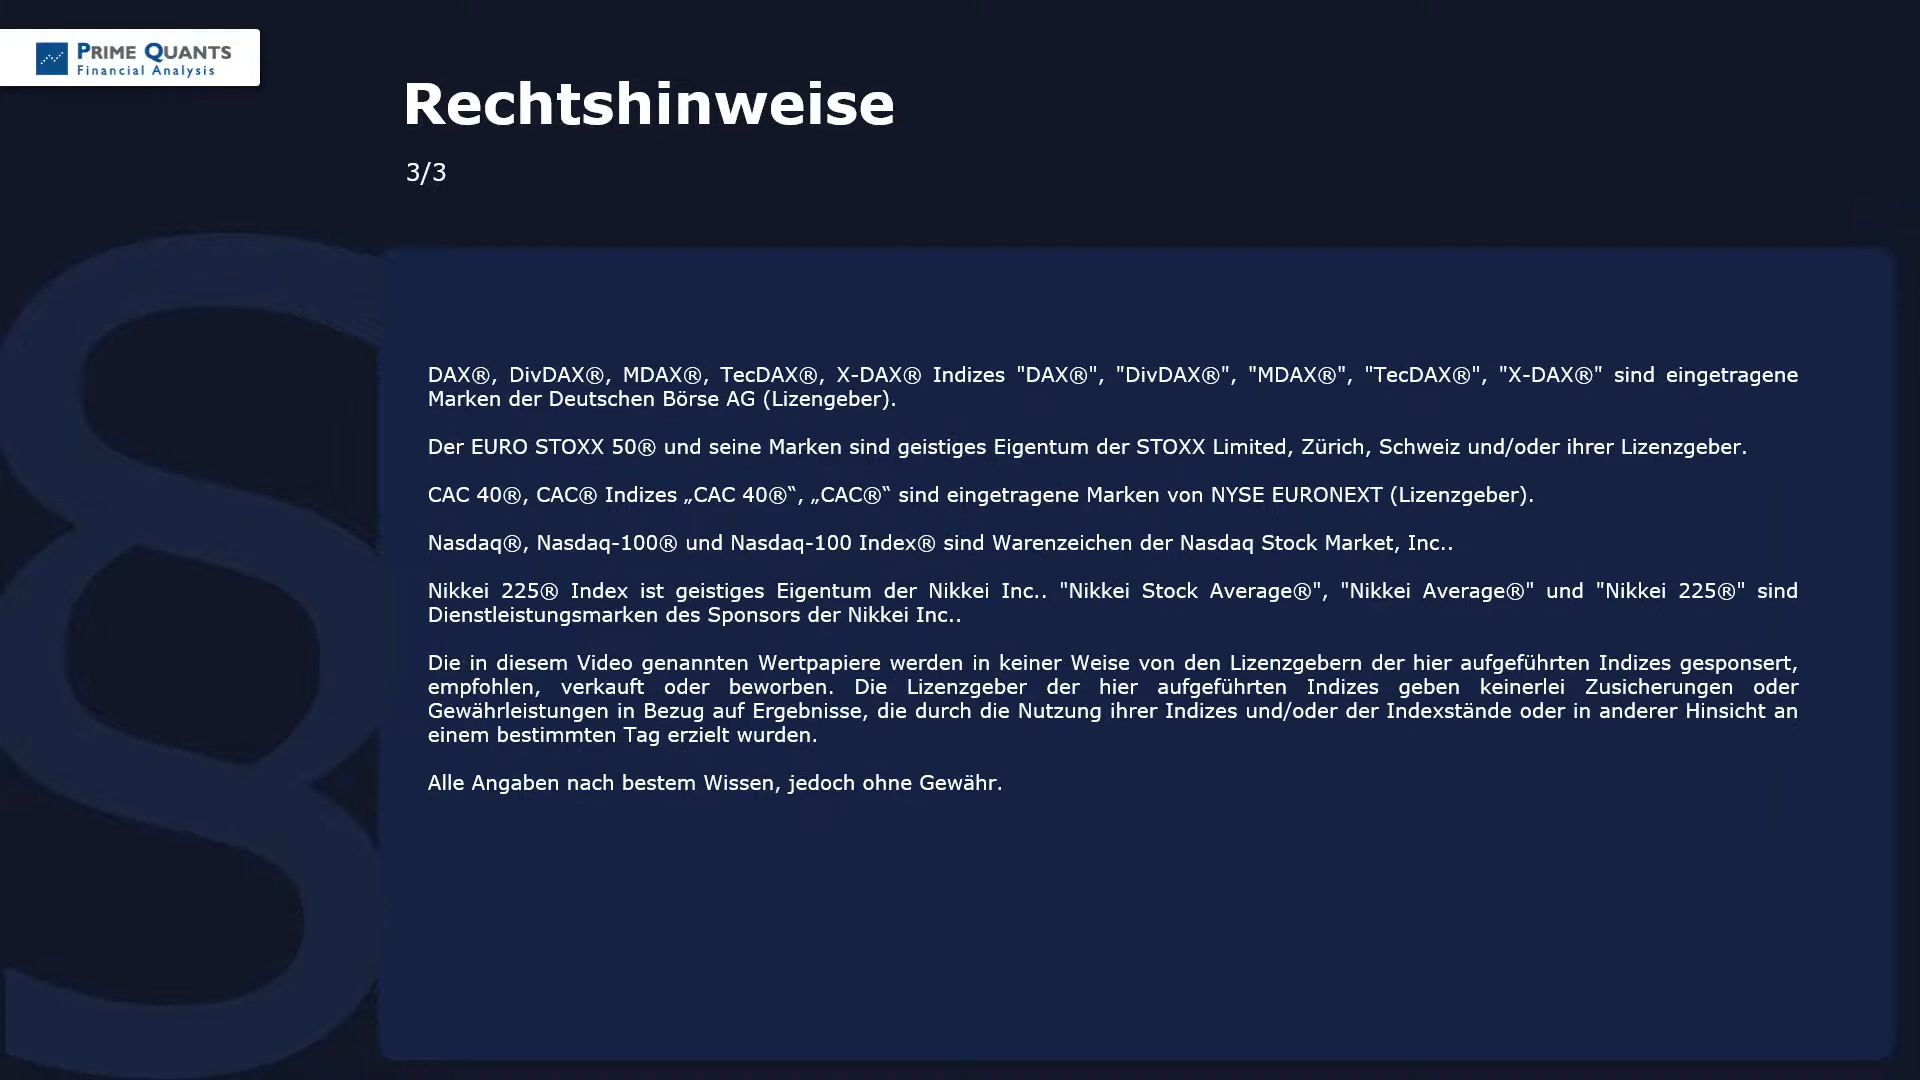 PRIME QUANTS
Financial Analysis
Rechtshinweise
3/3
§
DAX®, DivDAX®, MDAX®, TecDAX®, X-DAX® Indizes "DAX®", "DivDAX®", "MDAX®", "TecDAX®", "X-DAX®" sind eingetragene
Marken der Deutschen Börse AG (Lizengeber).
Der EURO STOXX 50® und seine Marken sind geistiges Eigentum der STOXX Limited, Zürich, Schweiz und/oder ihrer Lizenzgeber.
CAC 40®, CAC® Indizes „CAC 40®‟, „CAC®‟ sind eingetragene Marken von NYSE EURONEXT (Lizenzgeber).
Nasdaq®, Nasdaq-100® und Nasdaq-100 Index® sind Warenzeichen der Nasdaq Stock Market, Inc..
Nikkei 225® Index ist geistiges Eigentum der Nikkei Inc.. "Nikkei Stock Average®", "Nikkei Average®" und "Nikkei 225®" sind
Dienstleistungsmarken des Sponsors der Nikkei Inc..
Die in diesem Video genannten Wertpapiere werden in keiner Weise von den Lizenzgebern der hier aufgeführten Indizes gesponsert,
empfohlen, verkauft oder beworben. Die Lizenzgeber der hier aufgeführten Indizes geben keinerlei Zusicherungen oder
Gewährleistungen in Bezug auf Ergebnisse, die durch die Nutzung ihrer Indizes und/oder der Indexstände oder in anderer Hinsicht an
einem bestimmten Tag erzielt wurden.
Alle Angaben nach bestem Wissen, jedoch ohne Gewähr.